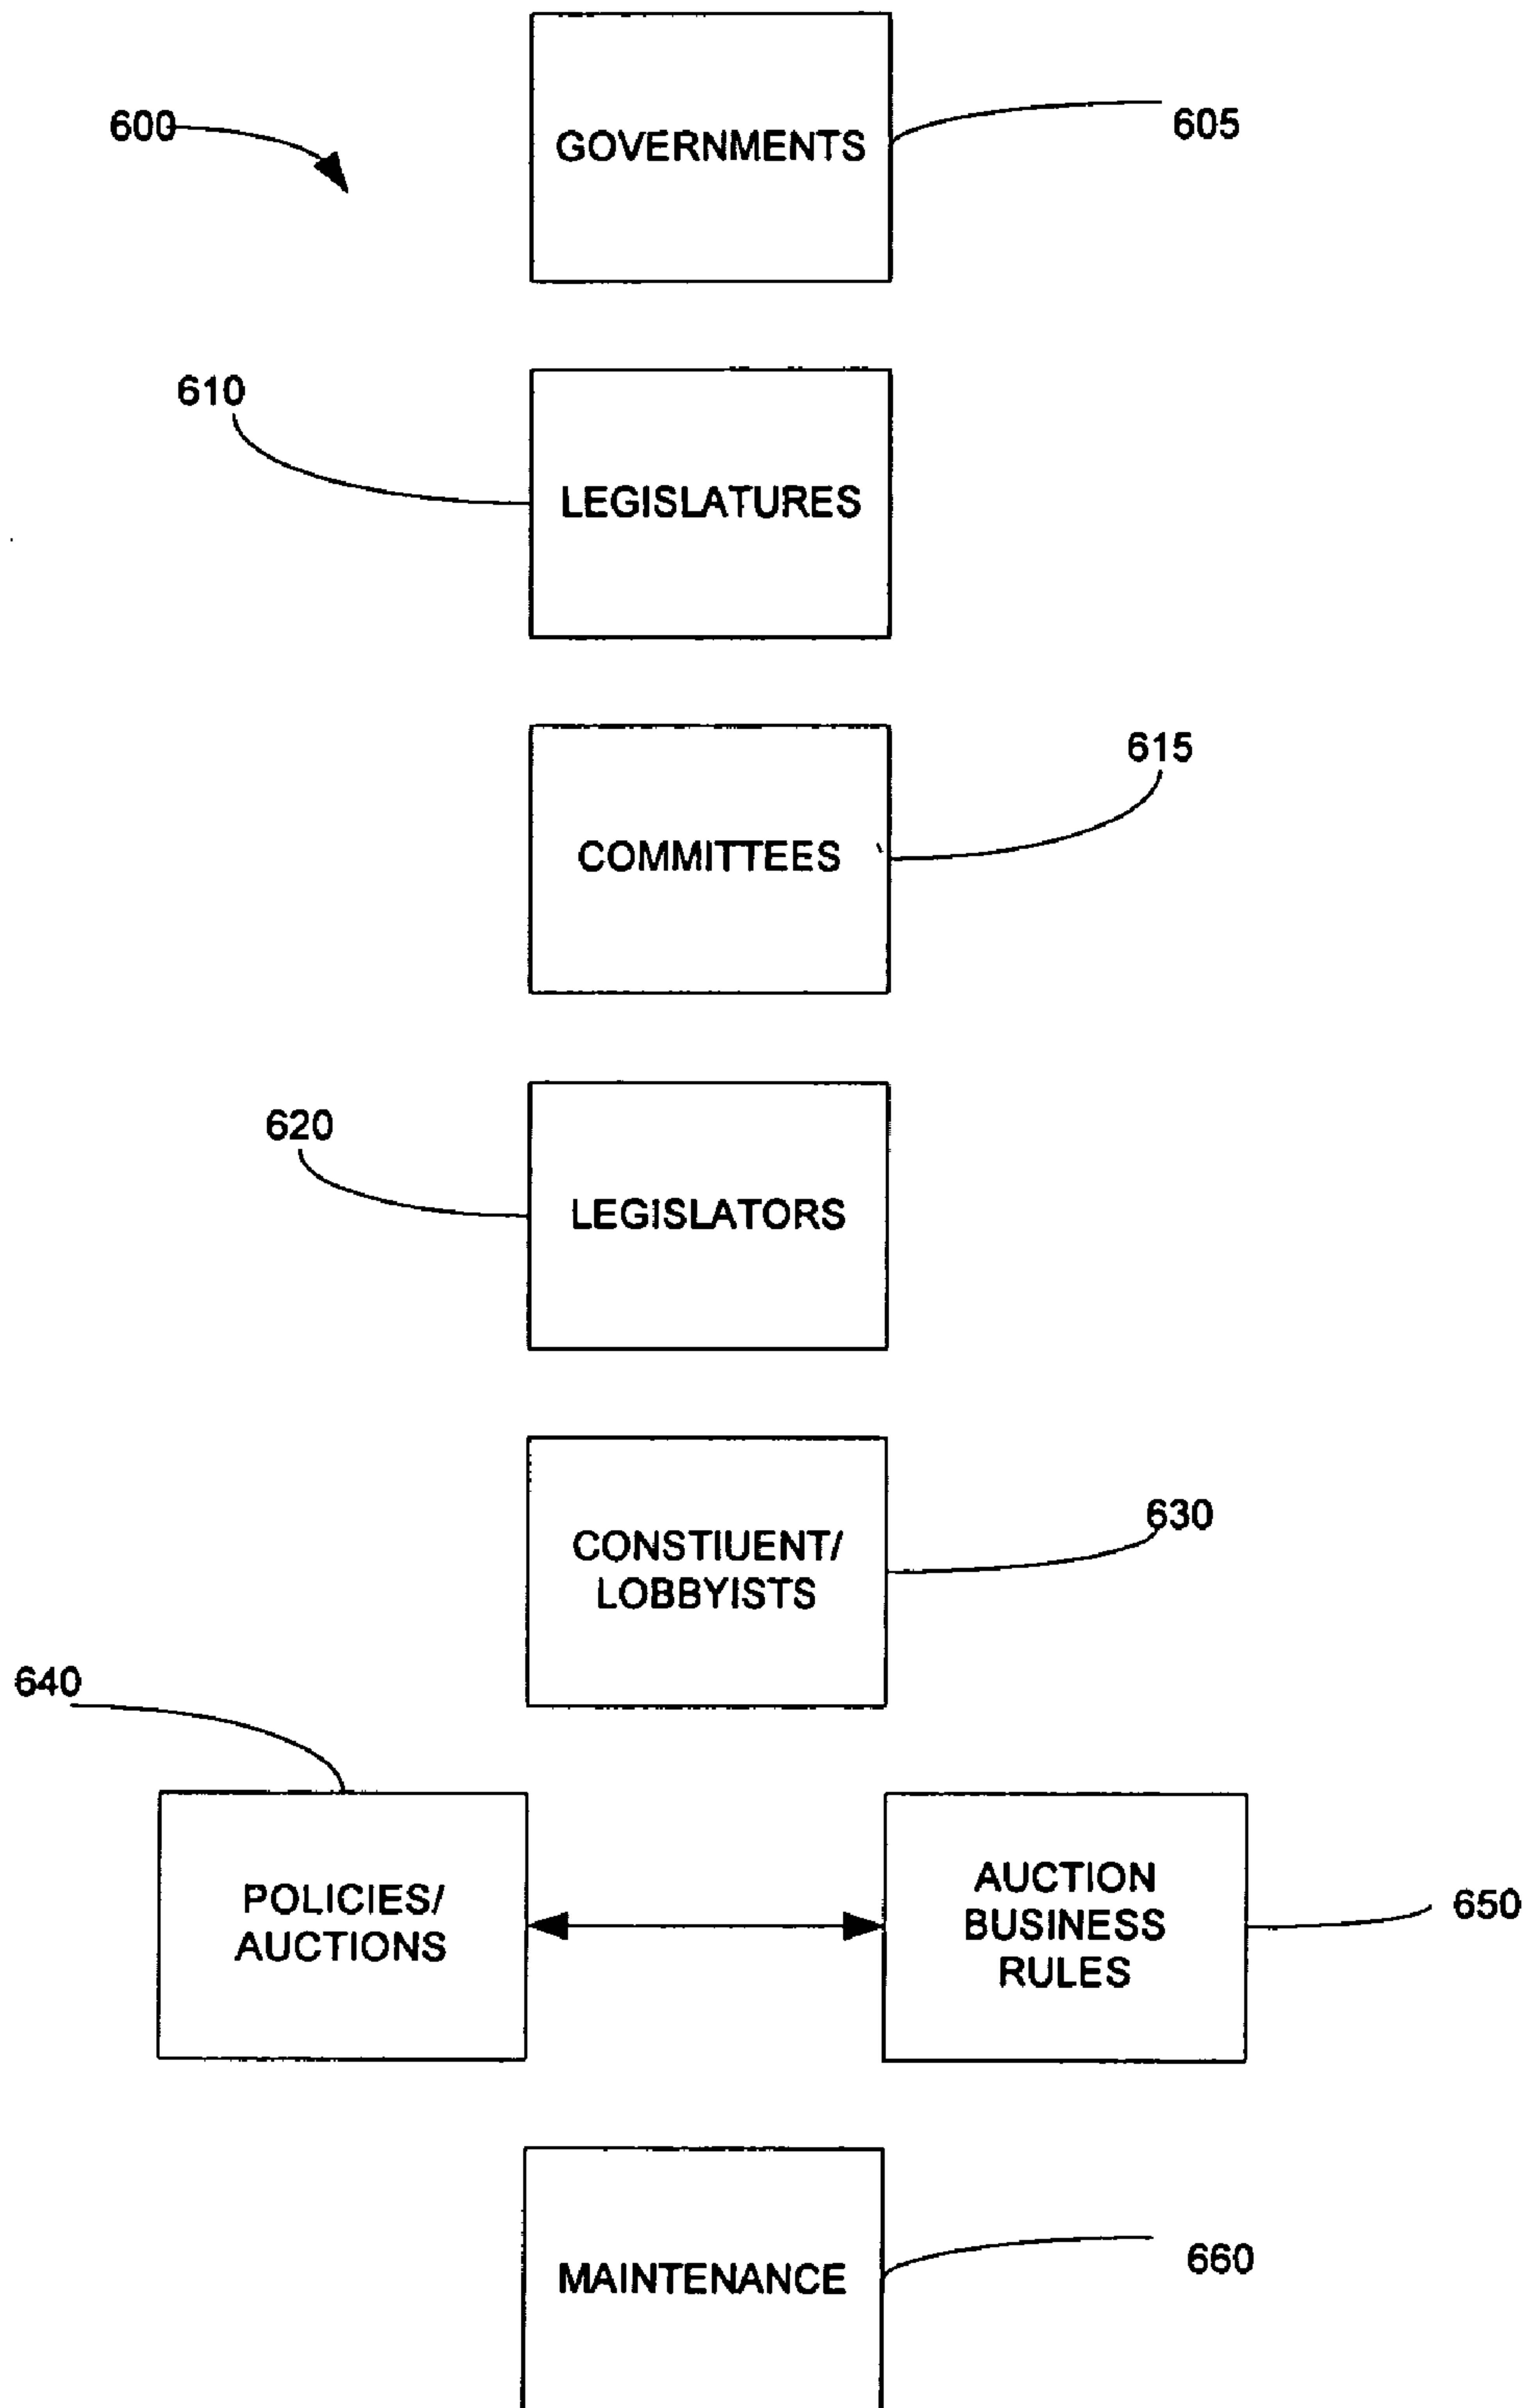 600
GOVERNMENTS
605
610
LEGISLATURES
615
COMMITTEES
620
LEGISLATORS
630
CONSTIUENT/
LOBBYISTS
640
POLICIES/
AUCTIONS
AUCTION
BUSINESS
RULES
650
MAINTENANCE
660